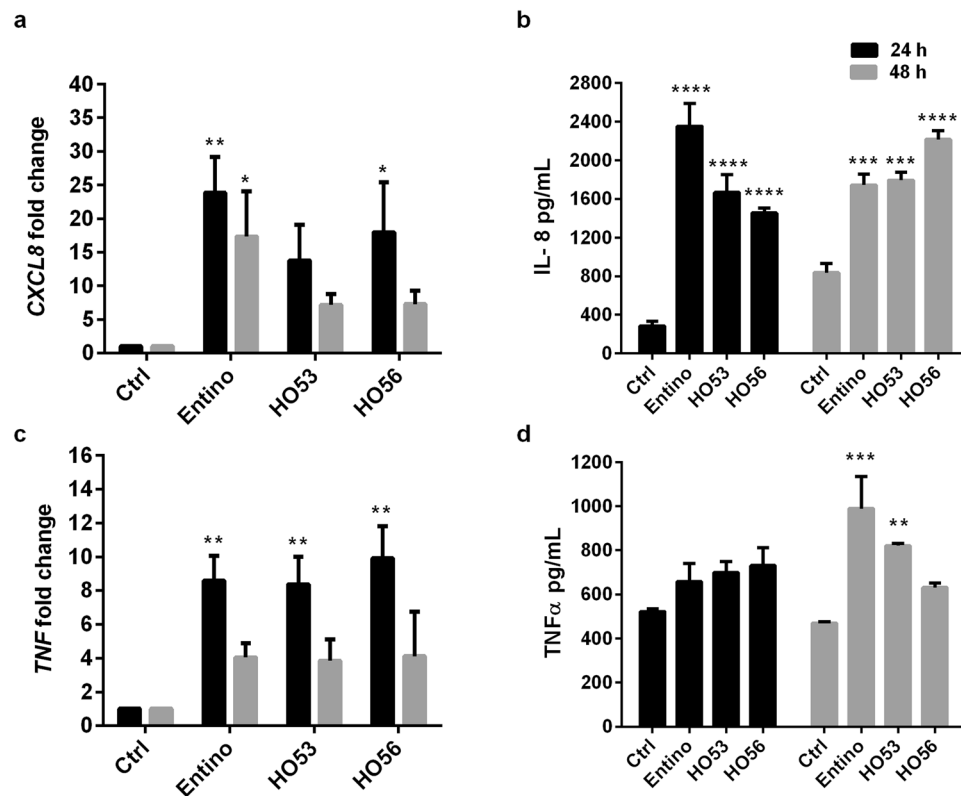 a
40
35
30
25
20
15
10
5
0
CXCL8 fold change
**
*
*
Ctrl
Entino
HO53
HO56
b
24 h
48 h
2800
2400
2000
1600
1200
800
400
0
IL- 8 pg/mL
****
****
****
***
***
****
Ctrl
Entino
HO53
HO56
Ctrl
Entino
HO53
HO56
c
16
14
12
10
8
6
4
2
0
TNF fold change
**
**
**
Ctrl
Entino
HO53
HO56
d
1200
1000
800
600
400
200
0
TNFα pg/mL
***
**
Ctrl
Entino
HO53
HO56
Ctrl
Entino
HO53
HO56